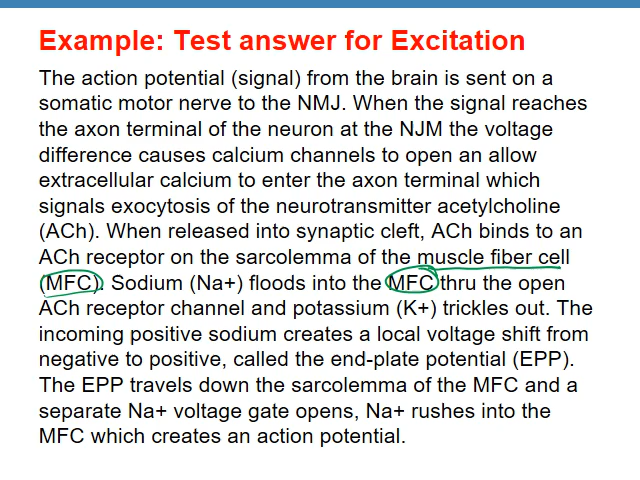 Example: Test answer for Excitation
The action potential (signal) from the brain is sent on a
somatic motor nerve to the NMJ. When the signal reaches
the axon terminal of the neuron at the NJM the voltage
difference causes calcium channels to open an allow
extracellular calcium to enter the axon terminal which
signals exocytosis of the neurotransmitter acetylcholine
(ACh). When released into synaptic cleft, ACh binds to an
ACh receptor on the sarcolemma of the muscle fiber cell
(MFC). Sodium (Na+) floods into the MFC thru the open
ACh receptor channel and potassium (K+) trickles out. The
incoming positive sodium creates a local voltage shift from
negative to positive, called the end-plate potential (EPP).
The EPP travels down the sarcolemma of the MFC and a
separate Na+ voltage gate opens, Na+ rushes into the
MFC which creates an action potential.